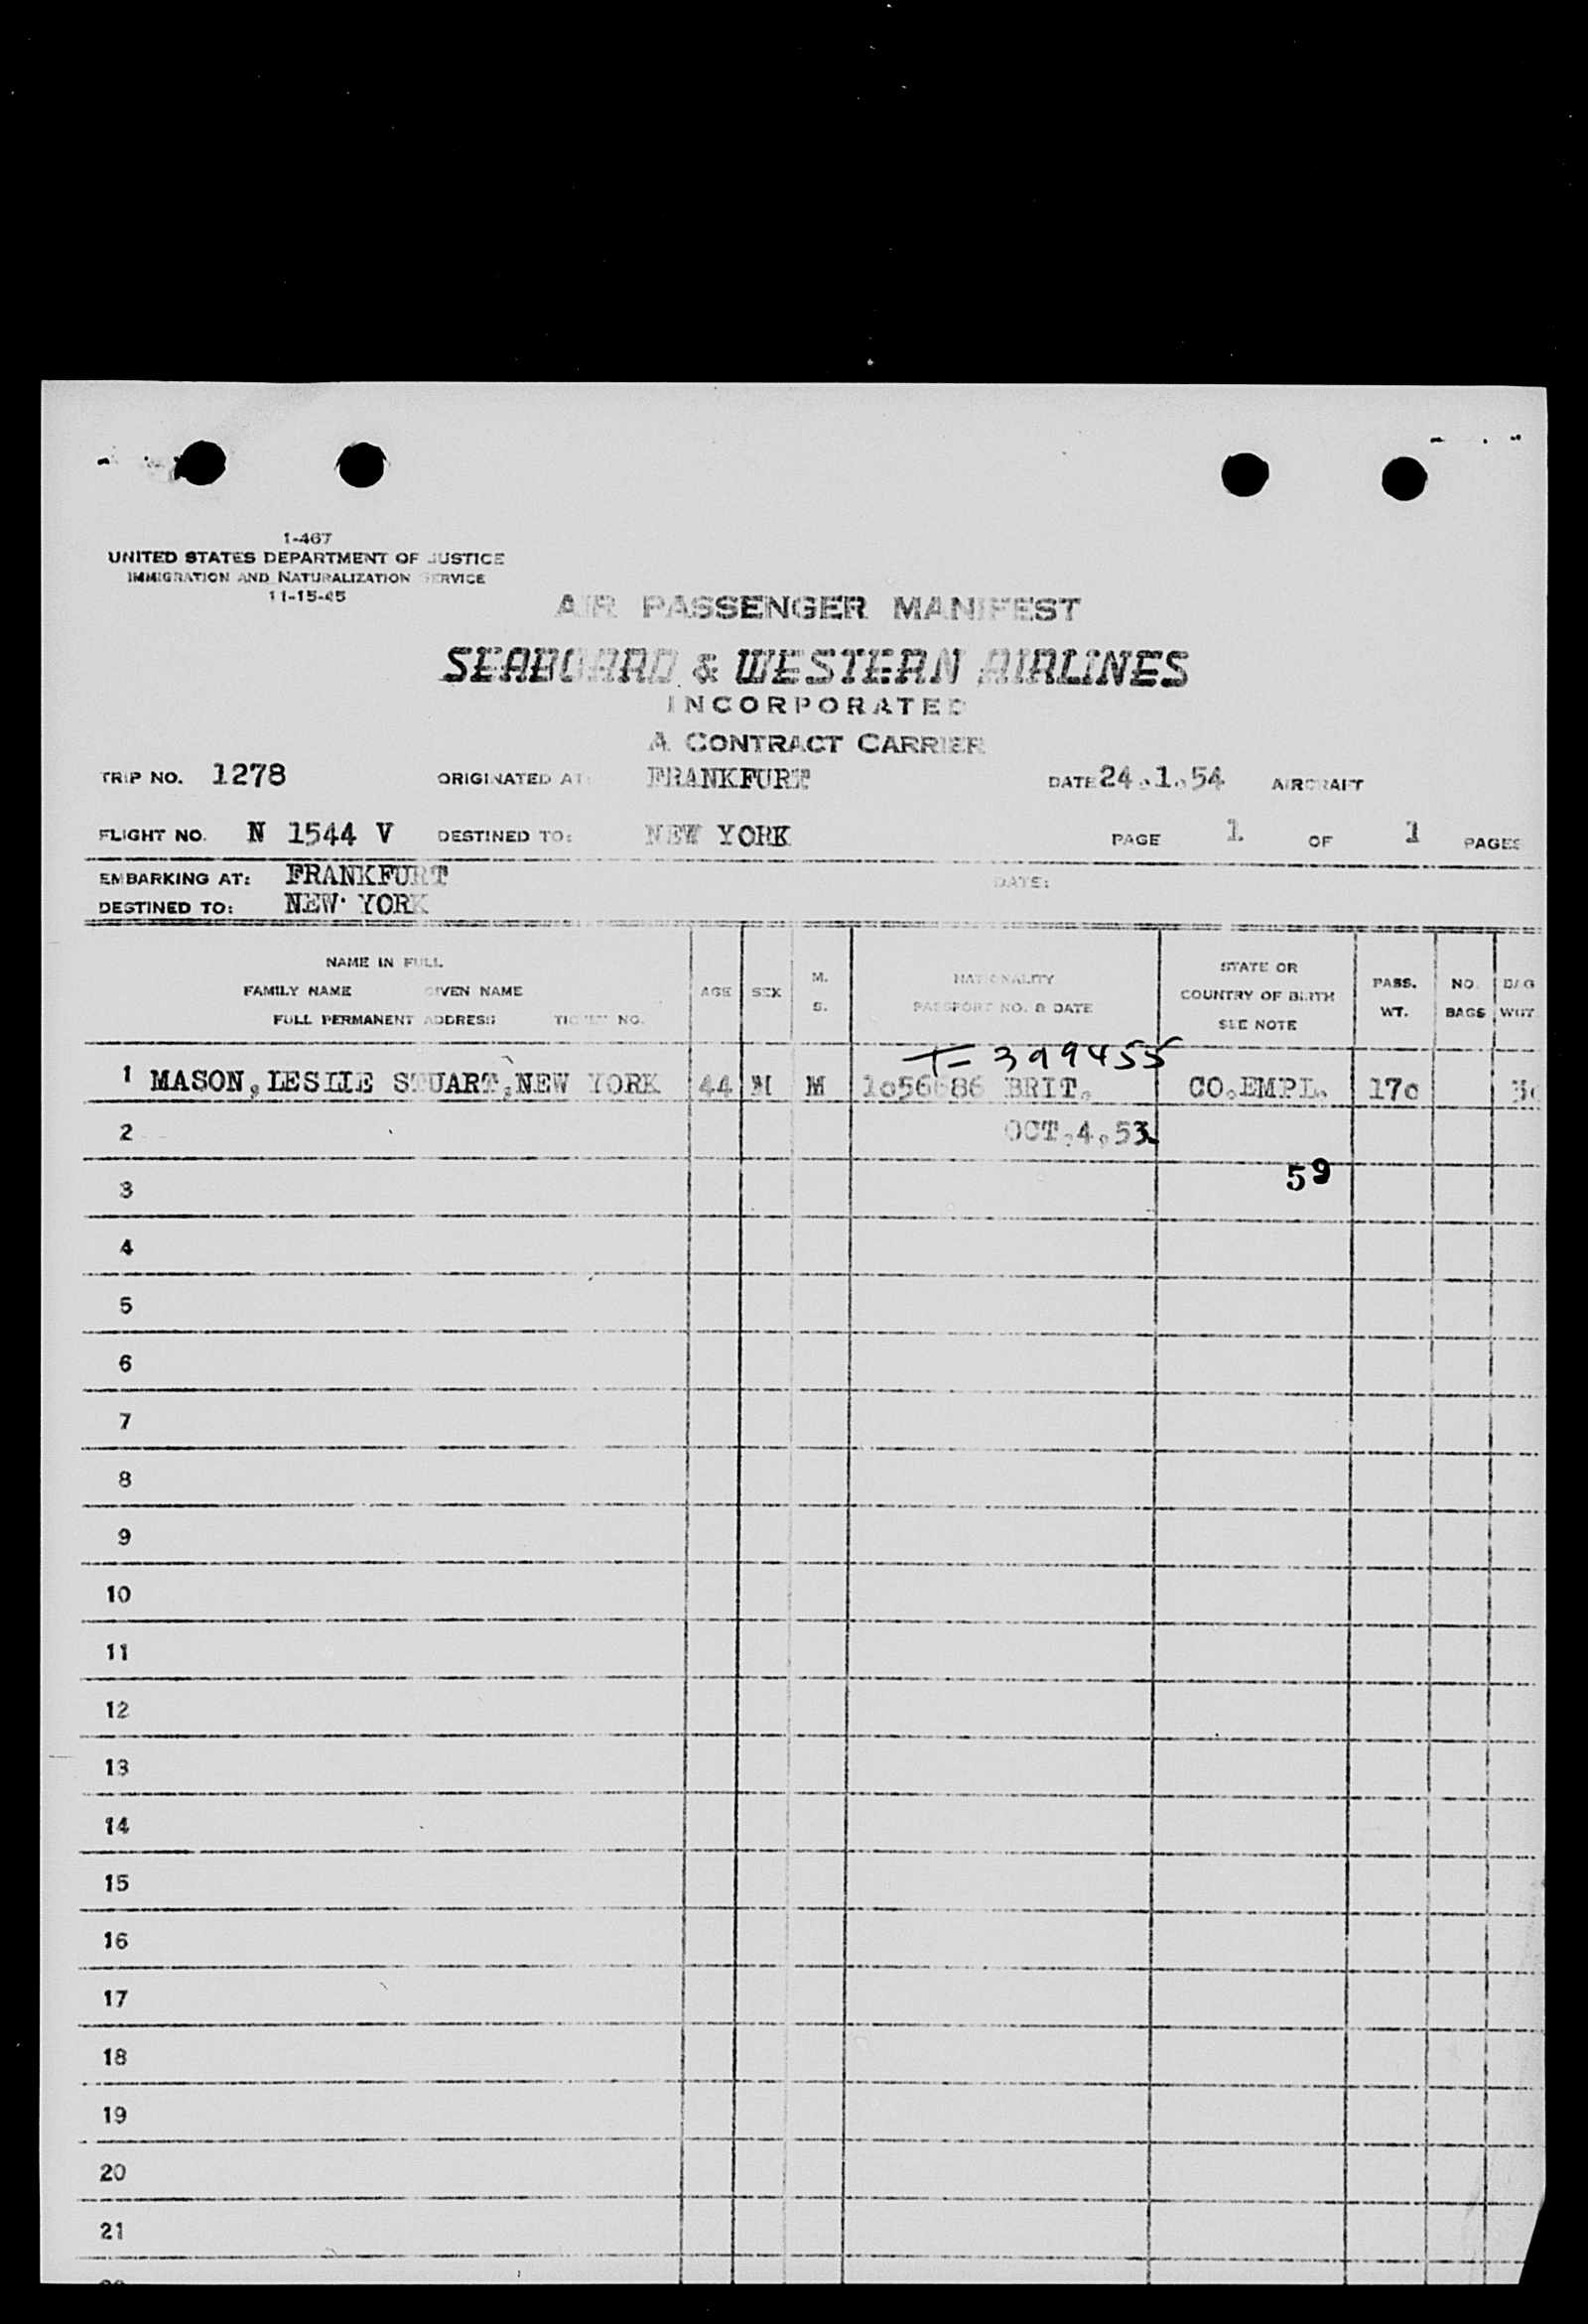 1-467
UNITED STATES DEPARTMENT OF JUSTICE
IMMIGRATION AND NATURALIZATION SERVICE
11-15-45
AIR PASSENGER MANIFEST
SEABOARD & WESTERN AIRLINES
INCORPORATED
A CONTRACT CARRIER
TRIP NO. 1278 ORIGINATED AT: FRANKFURT DATE 24.1.54 AIRCRAFT
FLIGHT NO. N 1544 V DESTINED TO: NEW YORK PAGE 1 OF 1 PAGES
EMBARKING AT: FRANKFURT DATE:
DESTINED TO: NEW YORK
NAME IN FULL
FAMILY NAME GIVEN NAME
FULL PERMANENT ADDRESS TICKET NO.
AGE
SEX
M.
S.
NATIONALITY
PASSPORT NO. & DATE
STATE OR
COUNTRY OF BIRTH
SEE NOTE
PASS.
WT.
NO.
BAGS
BAG
WGT
T- 399455
1 MASON, LESLIE STUART, NEW YORK 44 M M 1o56686 BRIT. CO.EMPL. 17o
2 OCT.4.53
3 59
4
5
6
7
8
9
10
11
12
13
14
15
16
17
18
19
20
21